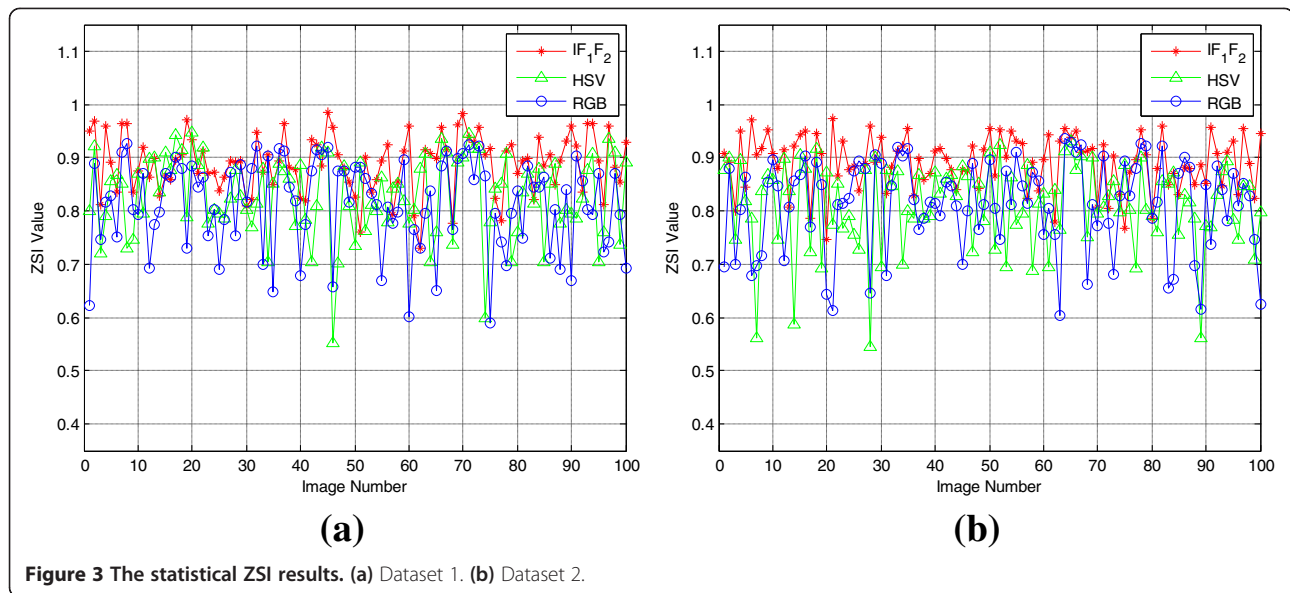 1.1
1
0.9
0.8
0.7
0.6
0.5
0.4
ZSI Value
0 10 20 30 40 50 60 70 80 90 100
Image Number
IF₁F₂
HSV
RGB
(a)
1.1
1
0.9
0.8
0.7
0.6
0.5
0.4
ZSI Value
0 10 20 30 40 50 60 70 80 90 100
Image Number
IF₁F₂
HSV
RGB
(b)
Figure 3 The statistical ZSI results. (a) Dataset 1. (b) Dataset 2.